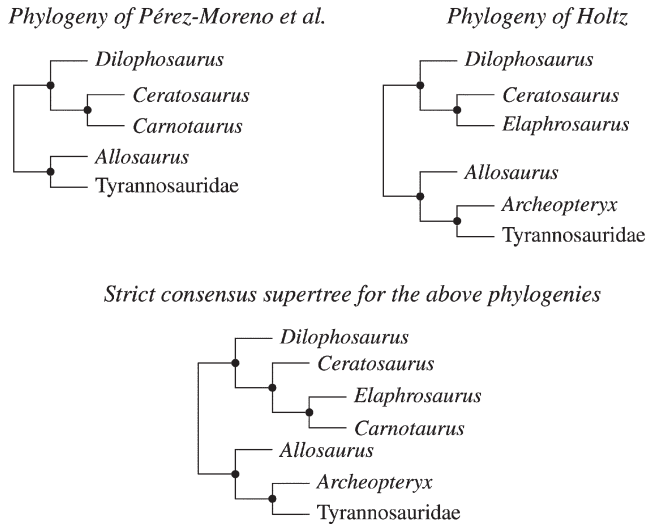 Phylogeny of Pérez-Moreno et al.
Dilophosaurus
Ceratosaurus
Carnotaurus
Allosaurus
Tyrannosauridae
Phylogeny of Holtz
Dilophosaurus
Ceratosaurus
Elaphrosaurus
Allosaurus
Archeopteryx
Tyrannosauridae
Strict consensus supertree for the above phylogenies
Dilophosaurus
Ceratosaurus
Elaphrosaurus
Carnotaurus
Allosaurus
Archeopteryx
Tyrannosauridae